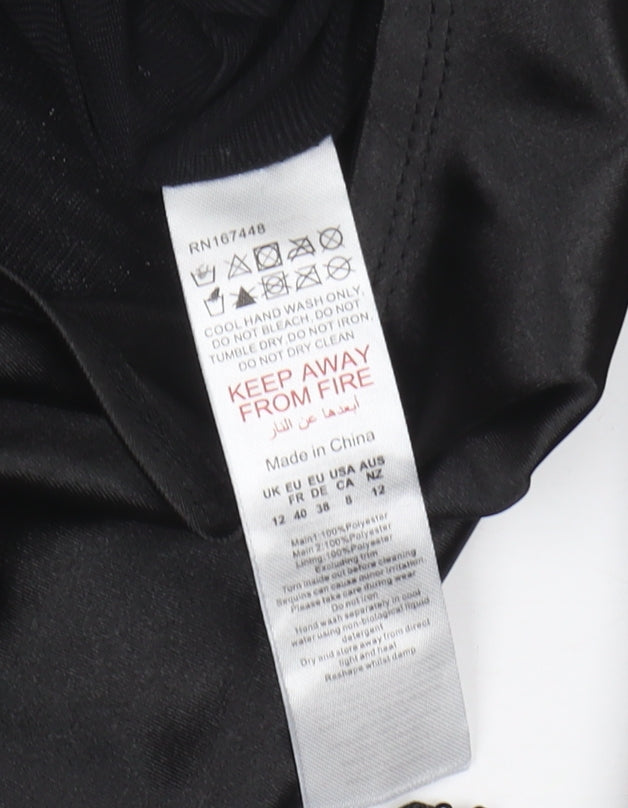 RN167448
COOL HAND WASH ONLY,
DO NOT BLEACH, DO NOT
TUMBLE DRY, DO NOT IRON,
DO NOT DRY CLEAN
KEEP AWAY
FROM FIRE
أبعدها عن النار
Made in China
UK EU EU USA AUS
FR DE CA NZ
12 40 38 8 12
Main1:100%Polyester
Main 2:100%Polyester
Lining:100%Polyester
Excluding trim
Turn inside out before cleaning
Sequins can cause minor irritation
Please take care during wear
Do not iron
Hand wash separately in cool
water using non-biological liquid
detergent
Dry and store away from direct
light and heat
Reshape whilst damp